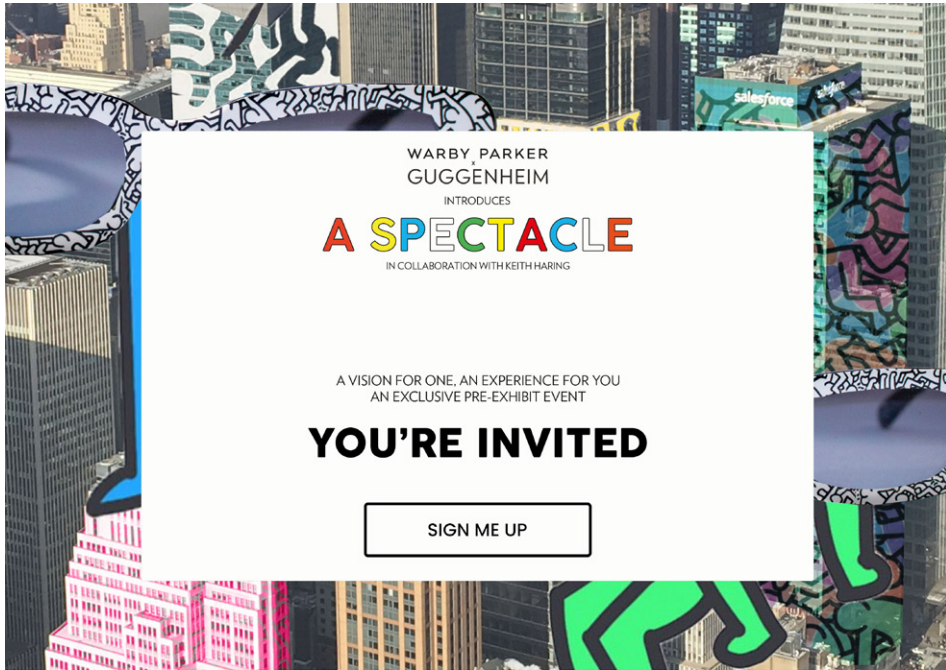 salesforce
WARBY PARKER
x
GUGGENHEIM
INTRODUCES
A SPECTACLE
IN COLLABORATION WITH KEITH HARING
A VISION FOR ONE, AN EXPERIENCE FOR YOU
AN EXCLUSIVE PRE-EXHIBIT EVENT
YOU'RE INVITED
SIGN ME UP